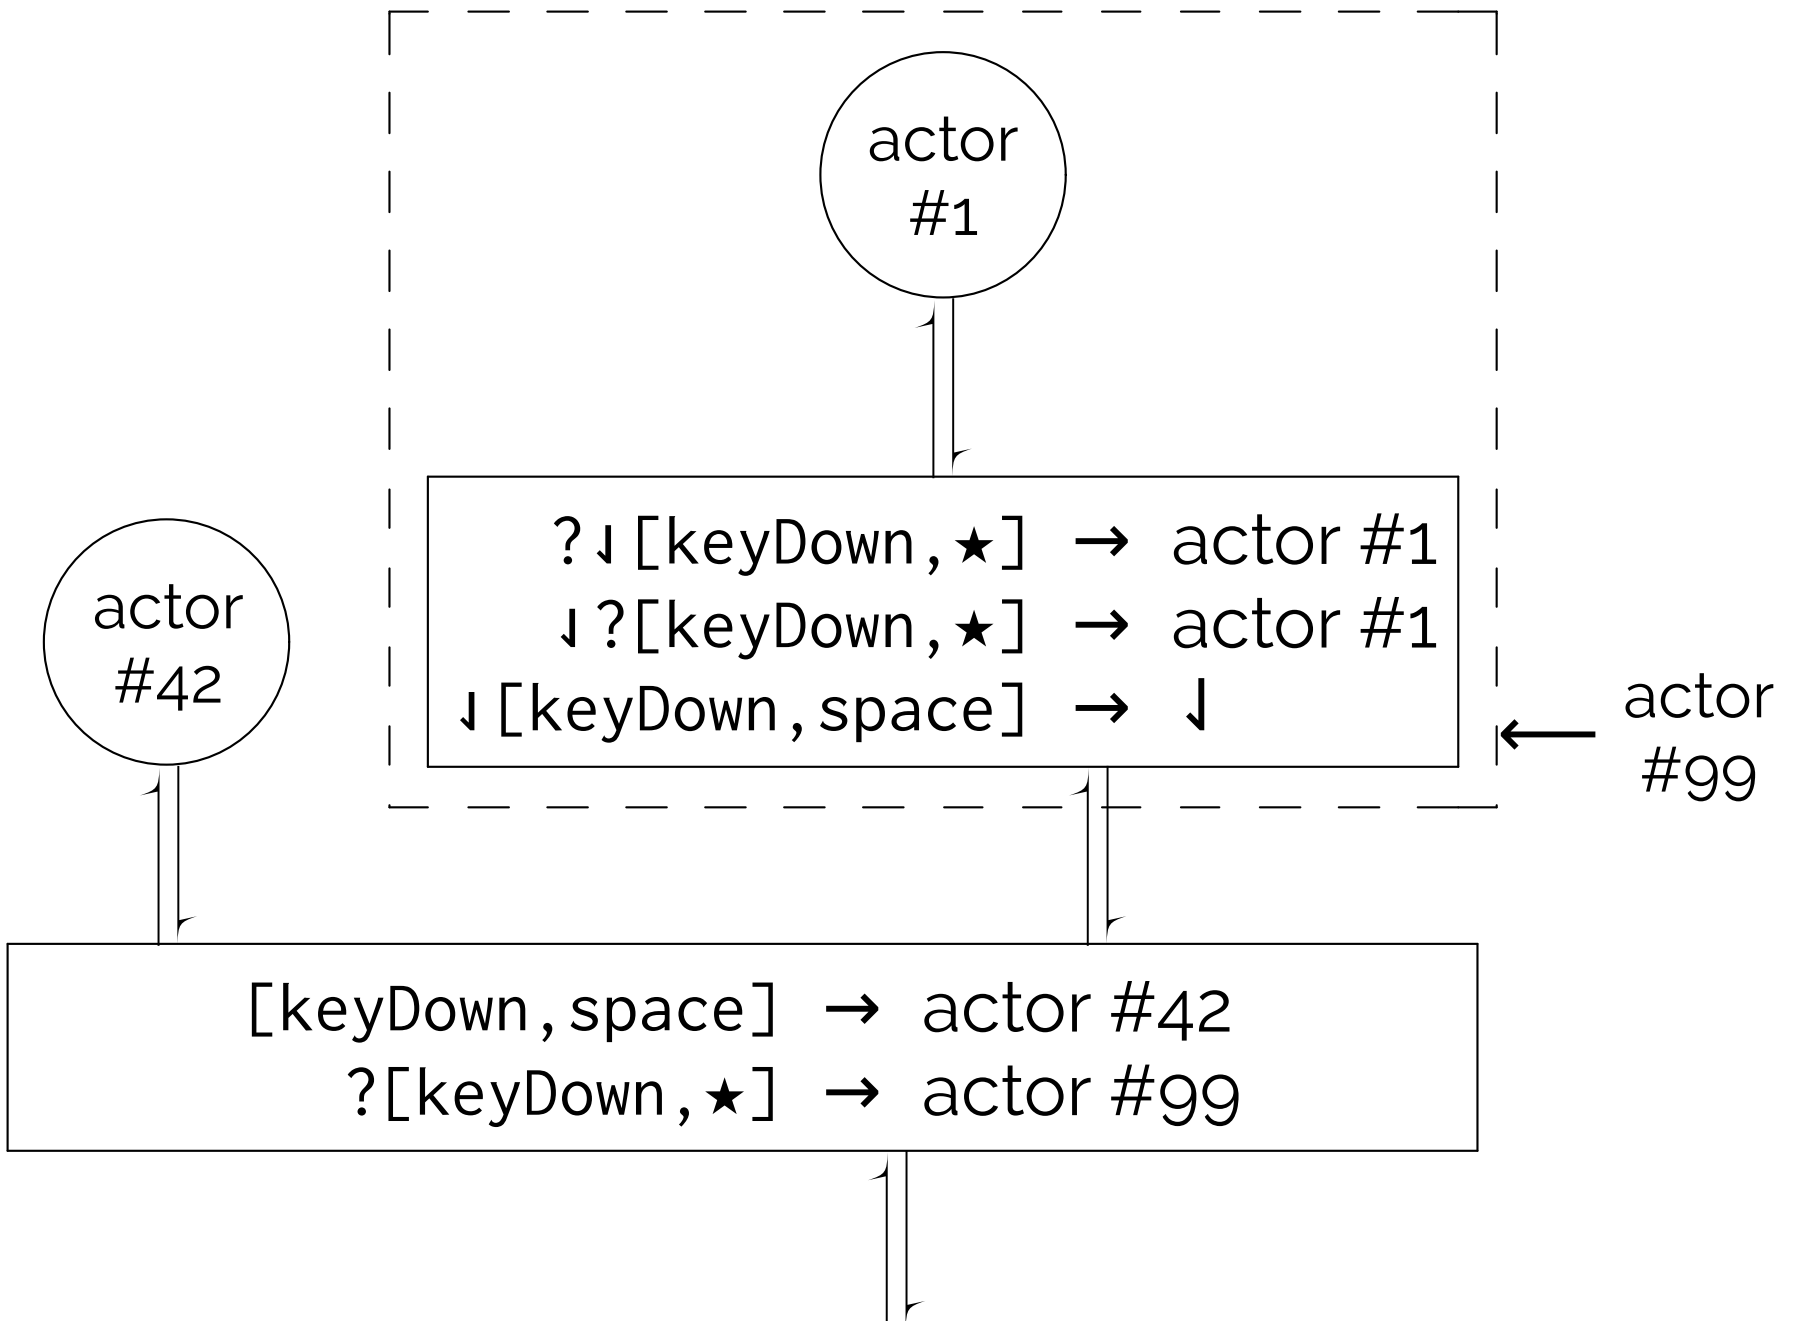 actor
#1
?⇃[keyDown,★] → actor #1
⇃?[keyDown,★] → actor #1
⇃[keyDown,space] → ⇃
actor
#42
actor
#99
[keyDown,space] → actor #42
?[keyDown,★] → actor #99